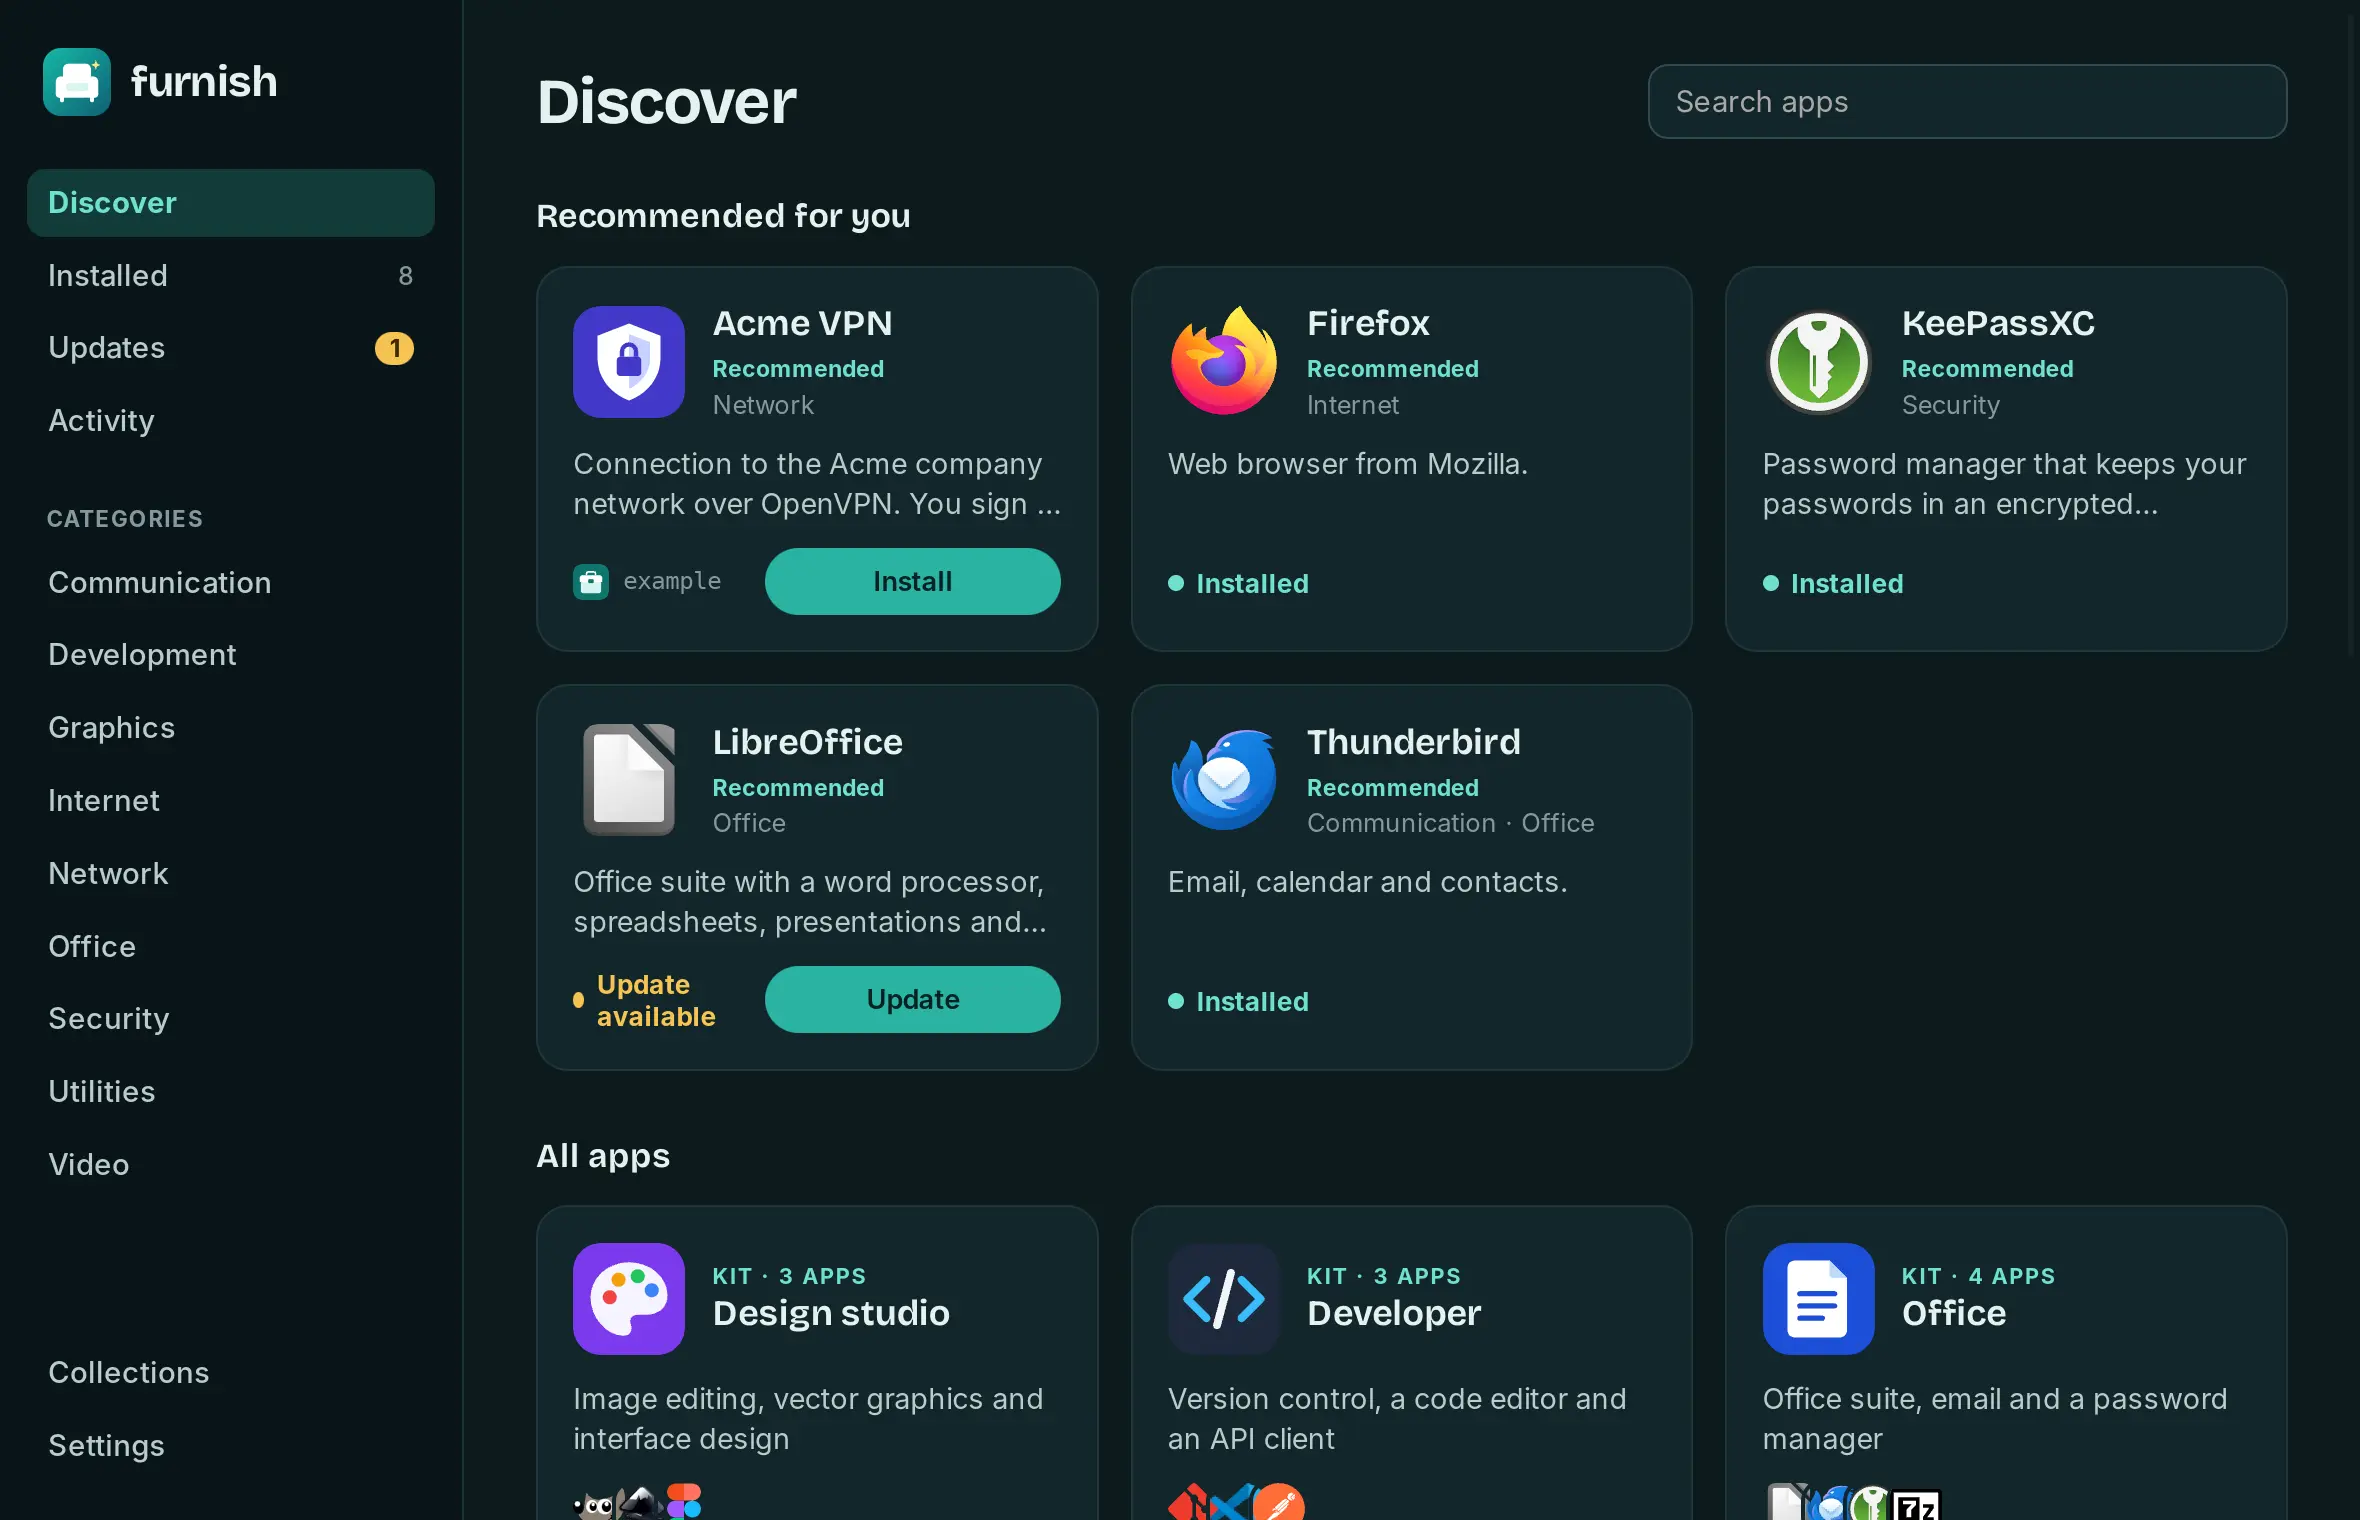 furnish
Discover
Installed 8
Updates 1
Activity
CATEGORIES
Communication
Development
Graphics
Internet
Network
Office
Security
Utilities
Video
Collections
Settings
Discover
Search apps
Recommended for you
Acme VPN
Recommended
Network
Connection to the Acme company
network over OpenVPN. You sign ...
example
Install
Firefox
Recommended
Internet
Web browser from Mozilla.
Installed
KeePassXC
Recommended
Security
Password manager that keeps your
passwords in an encrypted...
Installed
LibreOffice
Recommended
Office
Office suite with a word processor,
spreadsheets, presentations and...
Update
available
Update
Thunderbird
Recommended
Communication · Office
Email, calendar and contacts.
Installed
All apps
KIT · 3 APPS
Design studio
Image editing, vector graphics and
interface design
KIT · 3 APPS
Developer
Version control, a code editor and
an API client
KIT · 4 APPS
Office
Office suite, email and a password
manager
7z